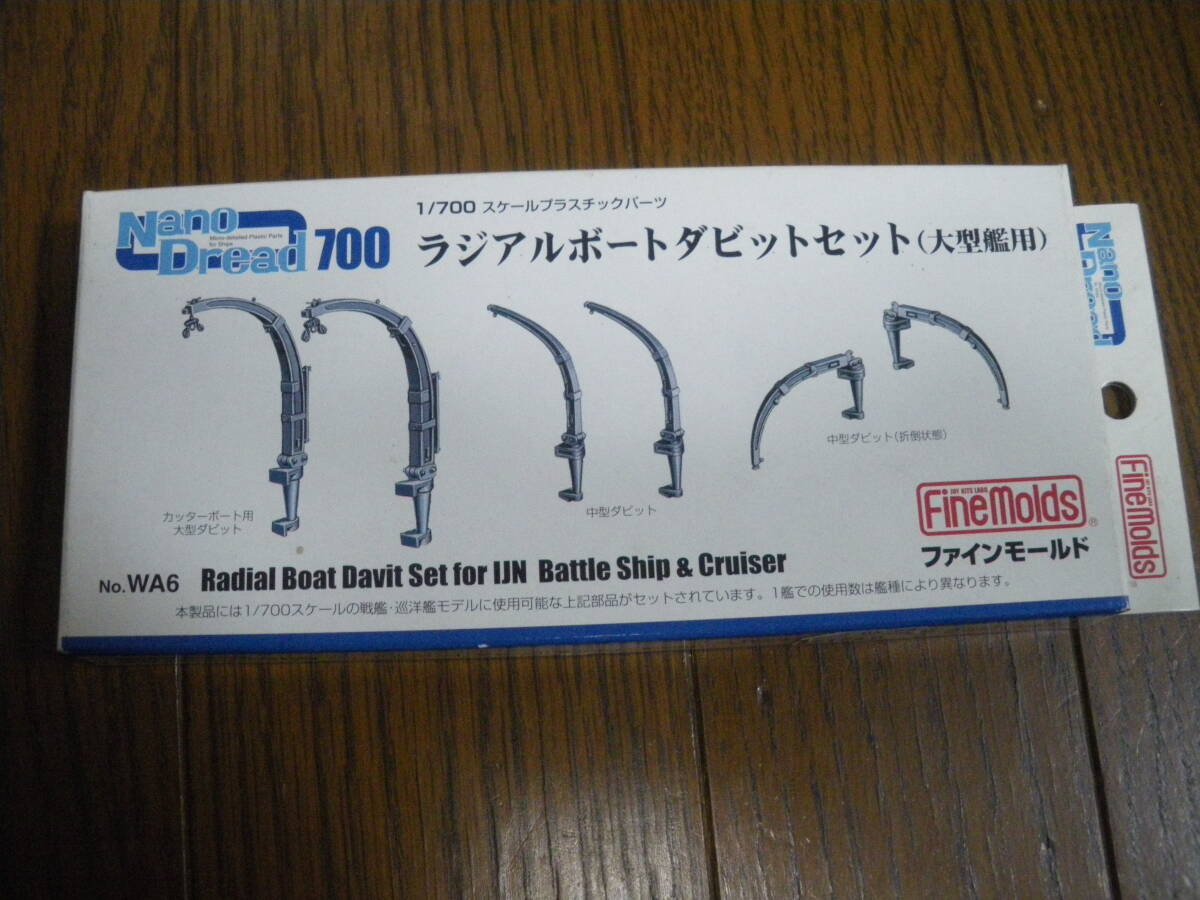 1/700 スケールプラスチックパーツ
Nano Dread 700
Micro-detailed Plastic Parts
for Ships
ラジアルボートダビットセット(大型艦用)
カッターボート用
大型ダビット
中型ダビット
中型ダビット(折倒状態)
TOY KITS LABO
FineMolds
®
ファインモールド
No.WA6 Radial Boat Davit Set for IJN Battle Ship & Cruiser
本製品には1/700スケールの戦艦・巡洋艦モデルに使用可能な上記部品がセットされています。1艦での使用数は艦種により異なります。
Nano
FineMolds